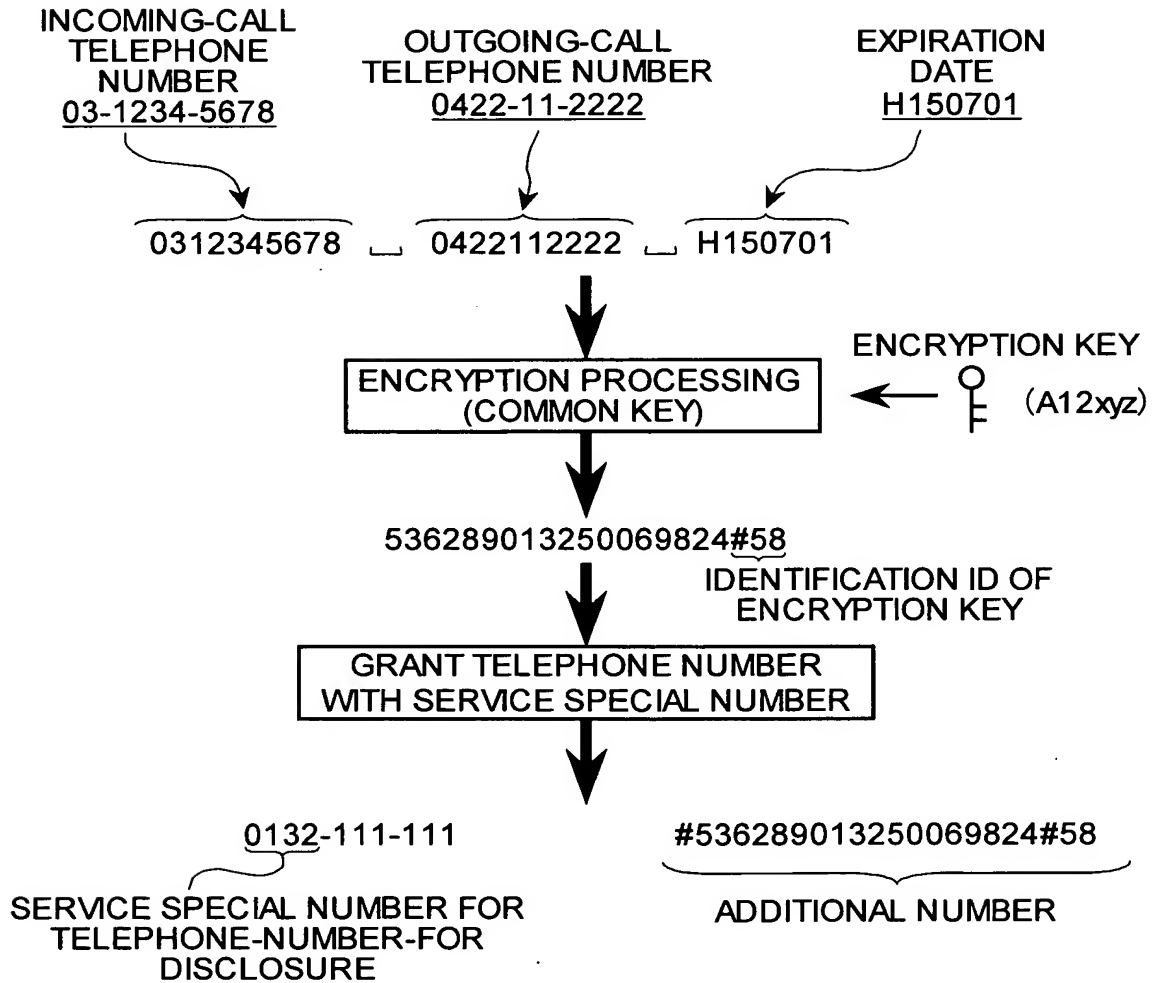 INCOMING-CALL
TELEPHONE
NUMBER
03-1234-5678
OUTGOING-CALL
TELEPHONE NUMBER
0422-11-2222
EXPIRATION
DATE
H150701
0312345678 ␣ 0422112222 ␣ H150701
ENCRYPTION KEY
(A12xyz)
ENCRYPTION PROCESSING
(COMMON KEY)
536289013250069824#58
IDENTIFICATION ID OF
ENCRYPTION KEY
GRANT TELEPHONE NUMBER
WITH SERVICE SPECIAL NUMBER
0132-111-111
#536289013250069824#58
SERVICE SPECIAL NUMBER FOR
TELEPHONE-NUMBER-FOR
DISCLOSURE
ADDITIONAL NUMBER